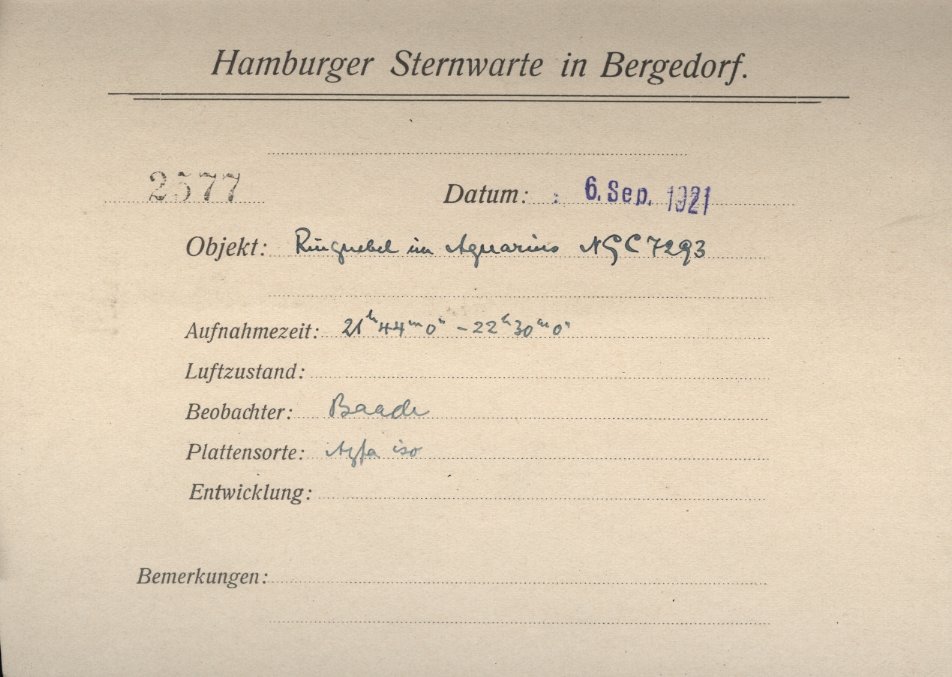 Hamburger Sternwarte in Bergedorf.
2577 Datum: 6. Sep. 1921
Objekt: Ringnebel im Aquarius NGC 7293
Aufnahmezeit: 21ʰ44ᵐ0ˢ – 22ʰ30ᵐ0ˢ
Luftzustand:
Beobachter: Baade
Plattensorte: Agfa iso
Entwicklung:
Bemerkungen: